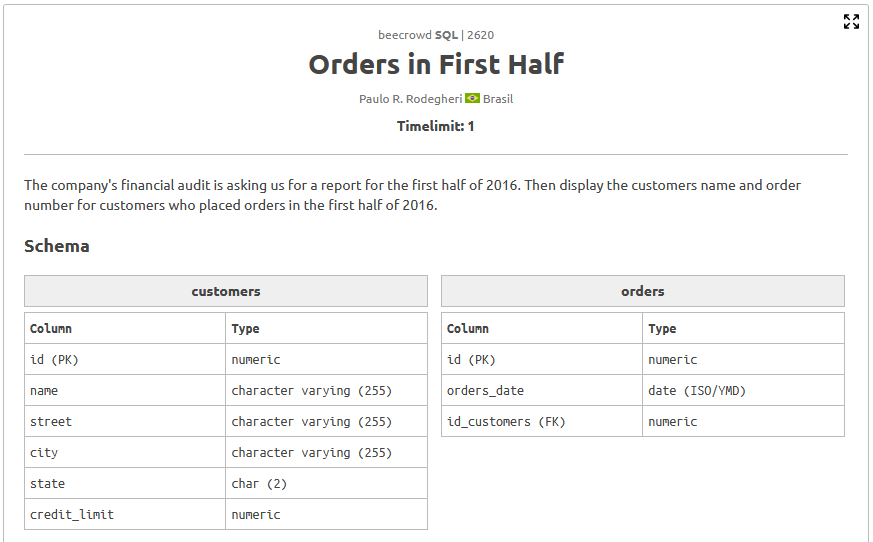 beecrowd SQL | 2620
Orders in First Half
Paulo R. Rodegheri Brasil
Timelimit: 1
The company's financial audit is asking us for a report for the first half of 2016. Then display the customers name and order
number for customers who placed orders in the first half of 2016.
Schema
customers
Column Type
id (PK) numeric
name character varying (255)
street character varying (255)
city character varying (255)
state char (2)
credit_limit numeric
orders
Column Type
id (PK) numeric
orders_date date (ISO/YMD)
id_customers (FK) numeric